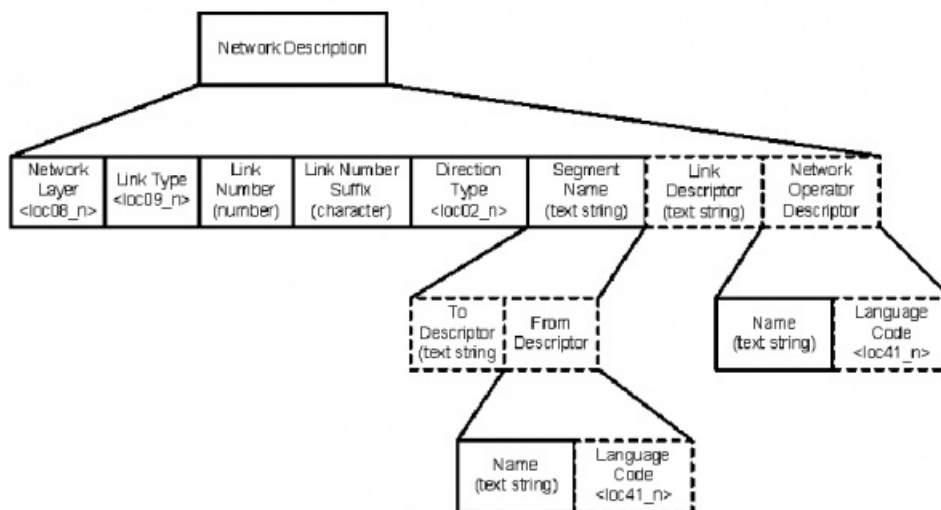 Network Description
Network
Layer
<loc08_n>
Link Type
<loc09_n>
Link
Number
(number)
Link Number
Suffix
(character)
Direction
Type
<loc02_n>
Segment
Name
(text string)
Link
Descriptor
(text string)
Network
Operator
Descriptor
To
Descriptor
(text string
From
Descriptor
Name
(text string)
Language
Code
<loc41_n>
Name
(text string)
Language
Code
<loc41_n>